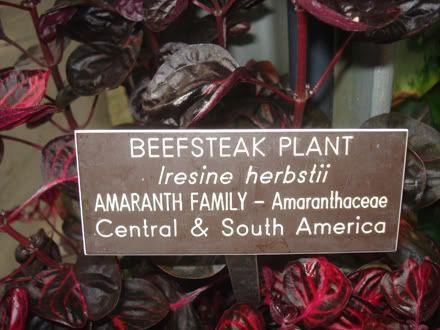 BEEFSTEAK PLANT
Iresine herbstii
AMARANTH FAMILY – Amaranthaceae
Central & South America